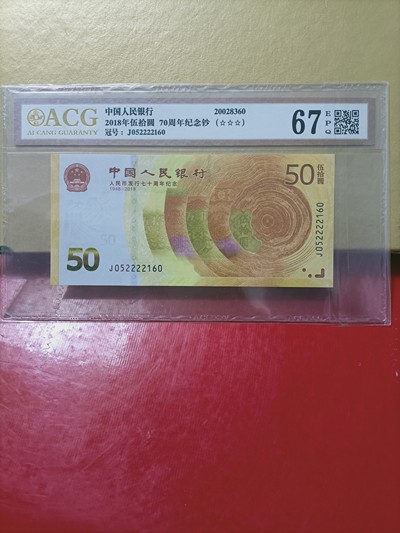 ACG
AI CANG GUARANTY
中国人民银行 20028360
2018年伍拾圆 70周年纪念钞 (☆☆☆)
冠号: J052222160
67 EPQ
中国人民银行
人民币发行七十周年纪念
1948-2018
50 伍拾圆
J052222160
50 J052222160